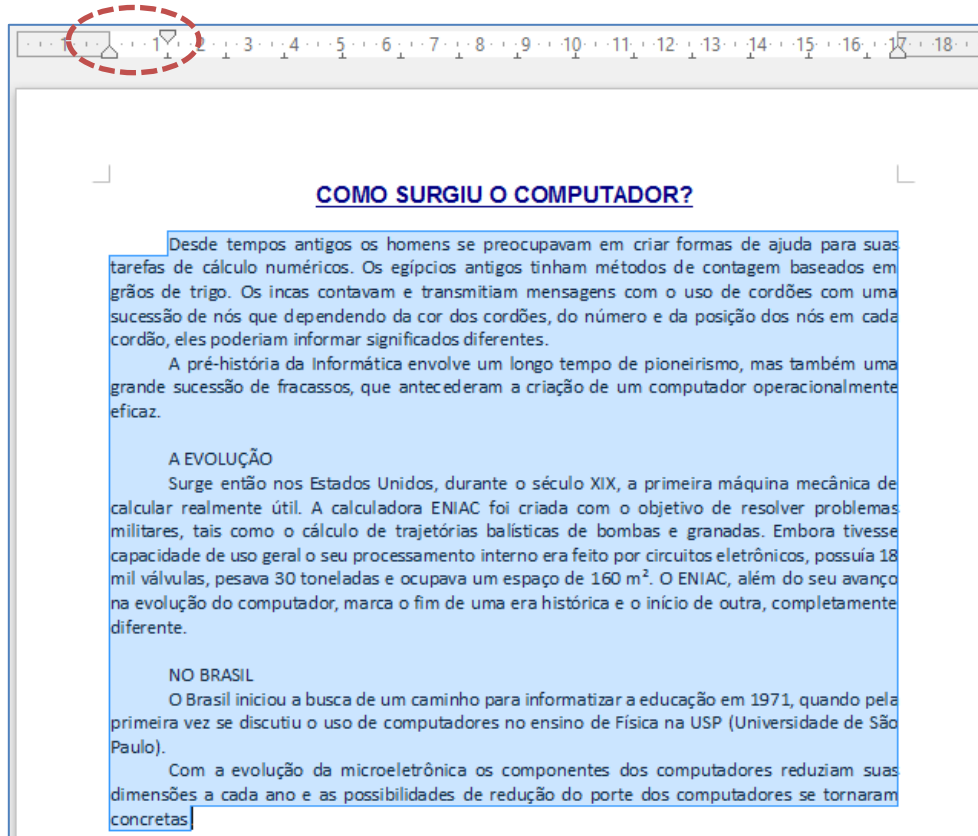 1 1 2 3 4 5 6 7 8 9 10 11 12 13 14 15 16 17 18
COMO SURGIU O COMPUTADOR?
Desde tempos antigos os homens se preocupavam em criar formas de ajuda para suas
tarefas de cálculo numéricos. Os egípcios antigos tinham métodos de contagem baseados em
grãos de trigo. Os incas contavam e transmitiam mensagens com o uso de cordões com uma
sucessão de nós que dependendo da cor dos cordões, do número e da posição dos nós em cada
cordão, eles poderiam informar significados diferentes.
A pré-história da Informática envolve um longo tempo de pioneirismo, mas também uma
grande sucessão de fracassos, que antecederam a criação de um computador operacionalmente
eficaz.
A EVOLUÇÃO
Surge então nos Estados Unidos, durante o século XIX, a primeira máquina mecânica de
calcular realmente útil. A calculadora ENIAC foi criada com o objetivo de resolver problemas
militares, tais como o cálculo de trajetórias balísticas de bombas e granadas. Embora tivesse
capacidade de uso geral o seu processamento interno era feito por circuitos eletrônicos, possuía 18
mil válvulas, pesava 30 toneladas e ocupava um espaço de 160 m². O ENIAC, além do seu avanço
na evolução do computador, marca o fim de uma era histórica e o início de outra, completamente
diferente.
NO BRASIL
O Brasil iniciou a busca de um caminho para informatizar a educação em 1971, quando pela
primeira vez se discutiu o uso de computadores no ensino de Física na USP (Universidade de São
Paulo).
Com a evolução da microeletrônica os componentes dos computadores reduziam suas
dimensões a cada ano e as possibilidades de redução do porte dos computadores se tornaram
concretas.